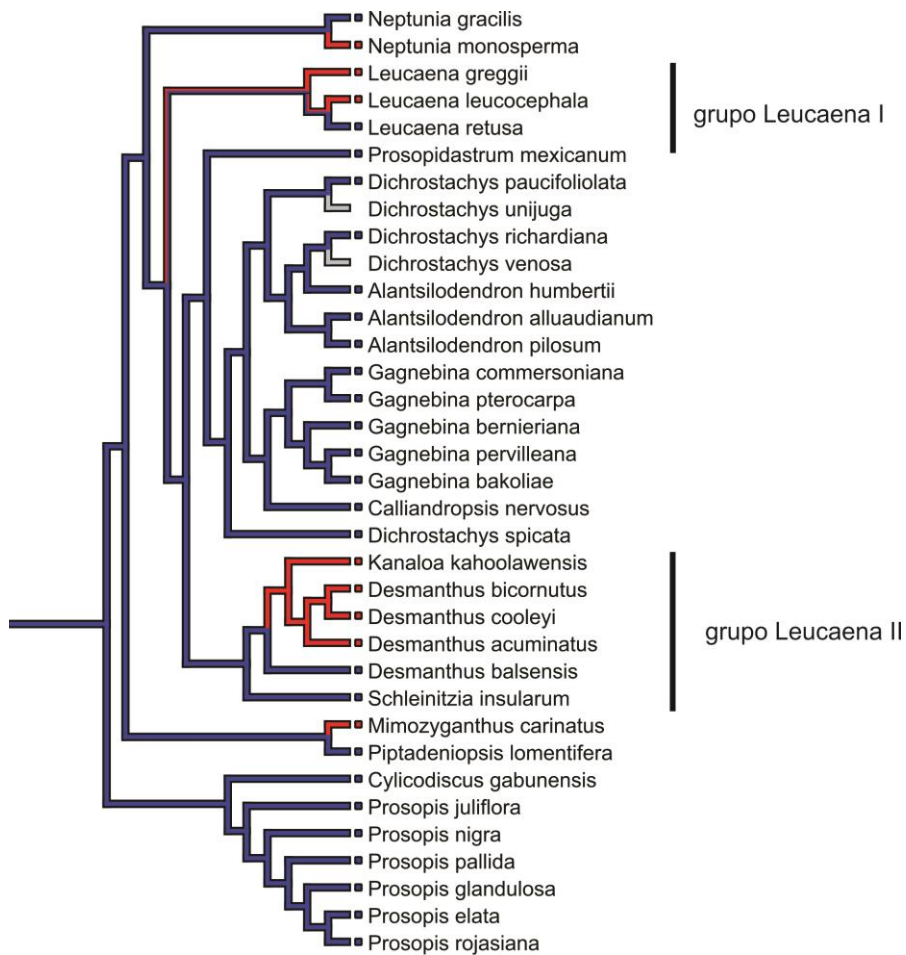 Neptunia gracilis
Neptunia monosperma
Leucaena greggii
Leucaena leucocephala
Leucaena retusa
grupo Leucaena I
Prosopidastrum mexicanum
Dichrostachys paucifoliolata
Dichrostachys unijuga
Dichrostachys richardiana
Dichrostachys venosa
Alantsilodendron humbertii
Alantsilodendron alluaudianum
Alantsilodendron pilosum
Gagnebina commersoniana
Gagnebina pterocarpa
Gagnebina bernieriana
Gagnebina pervilleana
Gagnebina bakoliae
Calliandropsis nervosus
Dichrostachys spicata
Kanaloa kahoolawensis
Desmanthus bicornutus
Desmanthus cooleyi
Desmanthus acuminatus
Desmanthus balsensis
Schleinitzia insularum
grupo Leucaena II
Mimozyganthus carinatus
Piptadeniopsis lomentifera
Cylicodiscus gabunensis
Prosopis juliflora
Prosopis nigra
Prosopis pallida
Prosopis glandulosa
Prosopis elata
Prosopis rojasiana